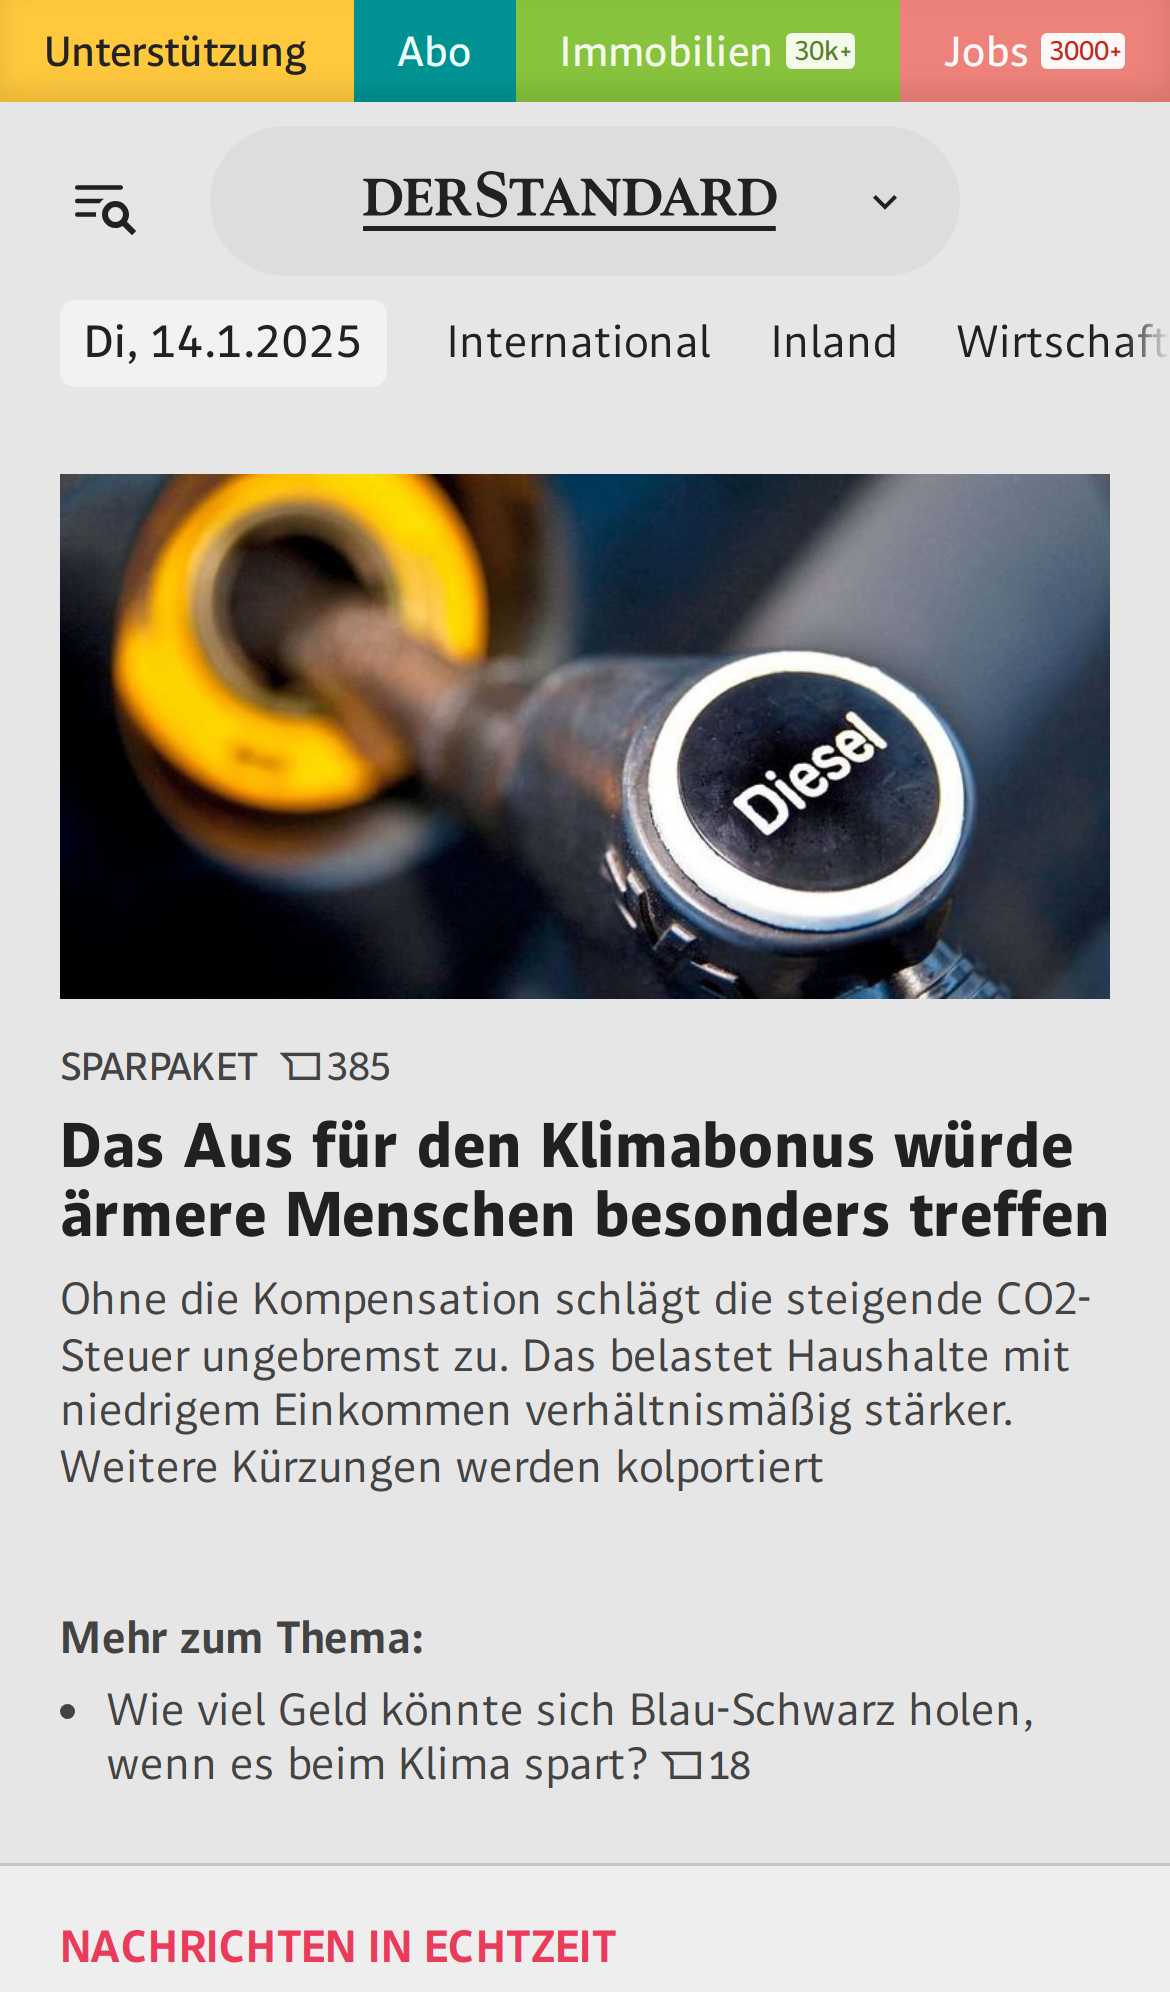 Unterstützung Abo Immobilien 30k+ Jobs 3000+
DERSTANDARD
Di, 14.1.2025 International Inland Wirtschaft
Diesel
SPARPAKET 385
Das Aus für den Klimabonus würde
ärmere Menschen besonders treffen
Ohne die Kompensation schlägt die steigende CO2-
Steuer ungebremst zu. Das belastet Haushalte mit
niedrigem Einkommen verhältnismäßig stärker.
Weitere Kürzungen werden kolportiert
Mehr zum Thema:
• Wie viel Geld könnte sich Blau-Schwarz holen,
wenn es beim Klima spart? 18
NACHRICHTEN IN ECHTZEIT